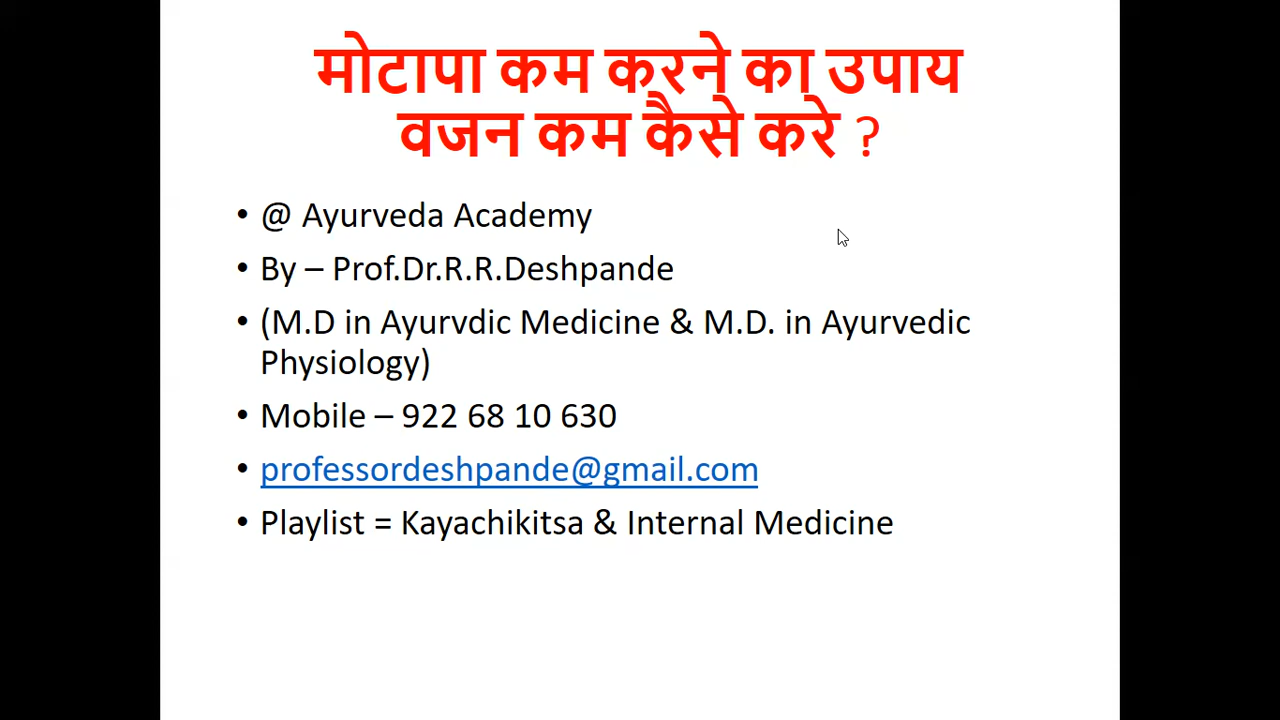 मोटापा कम करने का उपाय
वजन कम कैसे करे ?
• @ Ayurveda Academy
• By – Prof.Dr.R.R.Deshpande
• (M.D in Ayurvdic Medicine & M.D. in Ayurvedic
Physiology)
• Mobile – 922 68 10 630
• professordeshpande@gmail.com
• Playlist = Kayachikitsa & Internal Medicine